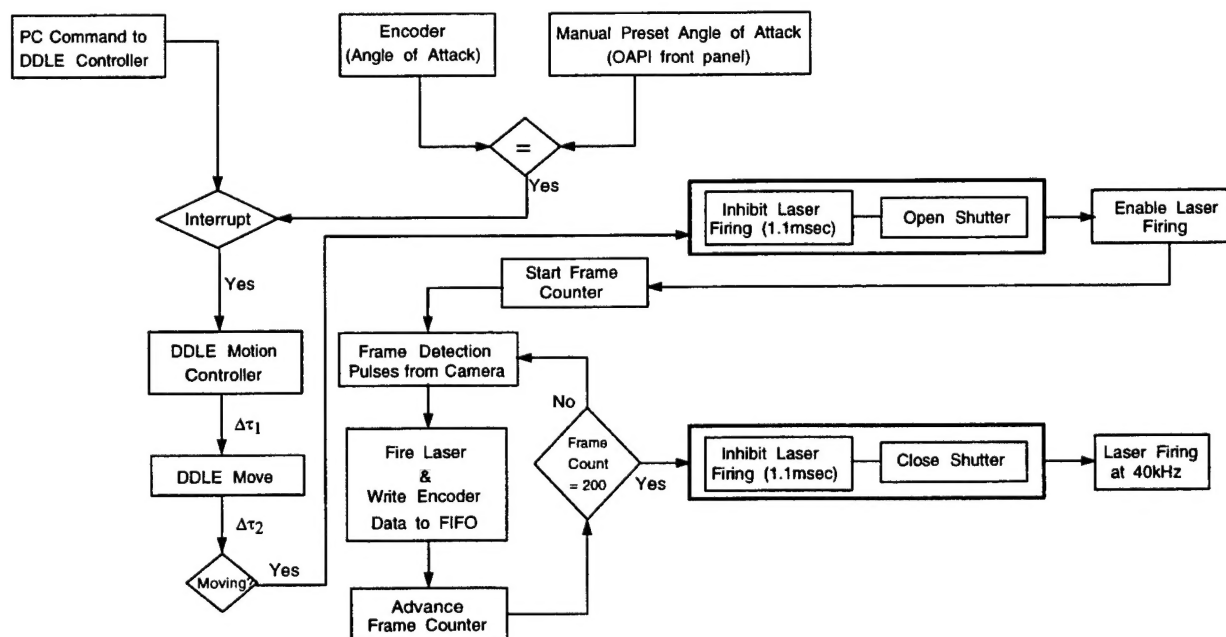 PC Command to
DDLE Controller
Encoder
(Angle of Attack)
Manual Preset Angle of Attack
(OAPI front panel)
=
Yes
Interrupt
Yes
Inhibit Laser
Firing (1.1msec)
Open Shutter
Enable Laser
Firing
Start Frame
Counter
DDLE Motion
Controller
Frame Detection
Pulses from Camera
Δτ1
No
DDLE Move
Fire Laser
&
Write Encoder
Data to FIFO
Frame
Count
= 200
Yes
Inhibit Laser
Firing (1.1msec)
Close Shutter
Laser Firing
at 40kHz
Δτ2
Moving?
Yes
Advance
Frame Counter